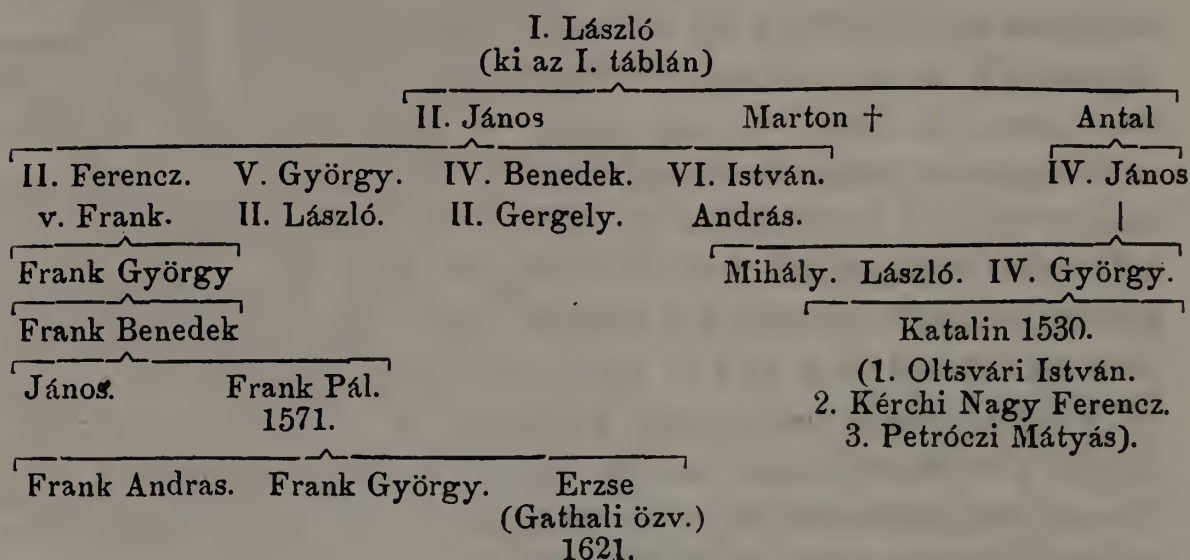 I. László
(ki az I. táblán)
II. János Marton † Antal
II. Ferencz. V. György. IV. Benedek. VI. István. IV. János
v. Frank. II. László. II. Gergely. András.
Frank György Mihály. László. IV. György.
Frank Benedek Katalin 1530.
János. Frank Pál. (1. Oltsvári István.
1571. 2. Kérchi Nagy Ferencz.
3. Petróczi Mátyás).
Frank Andras. Frank György. Erzse
(Gathali özv.)
1621.